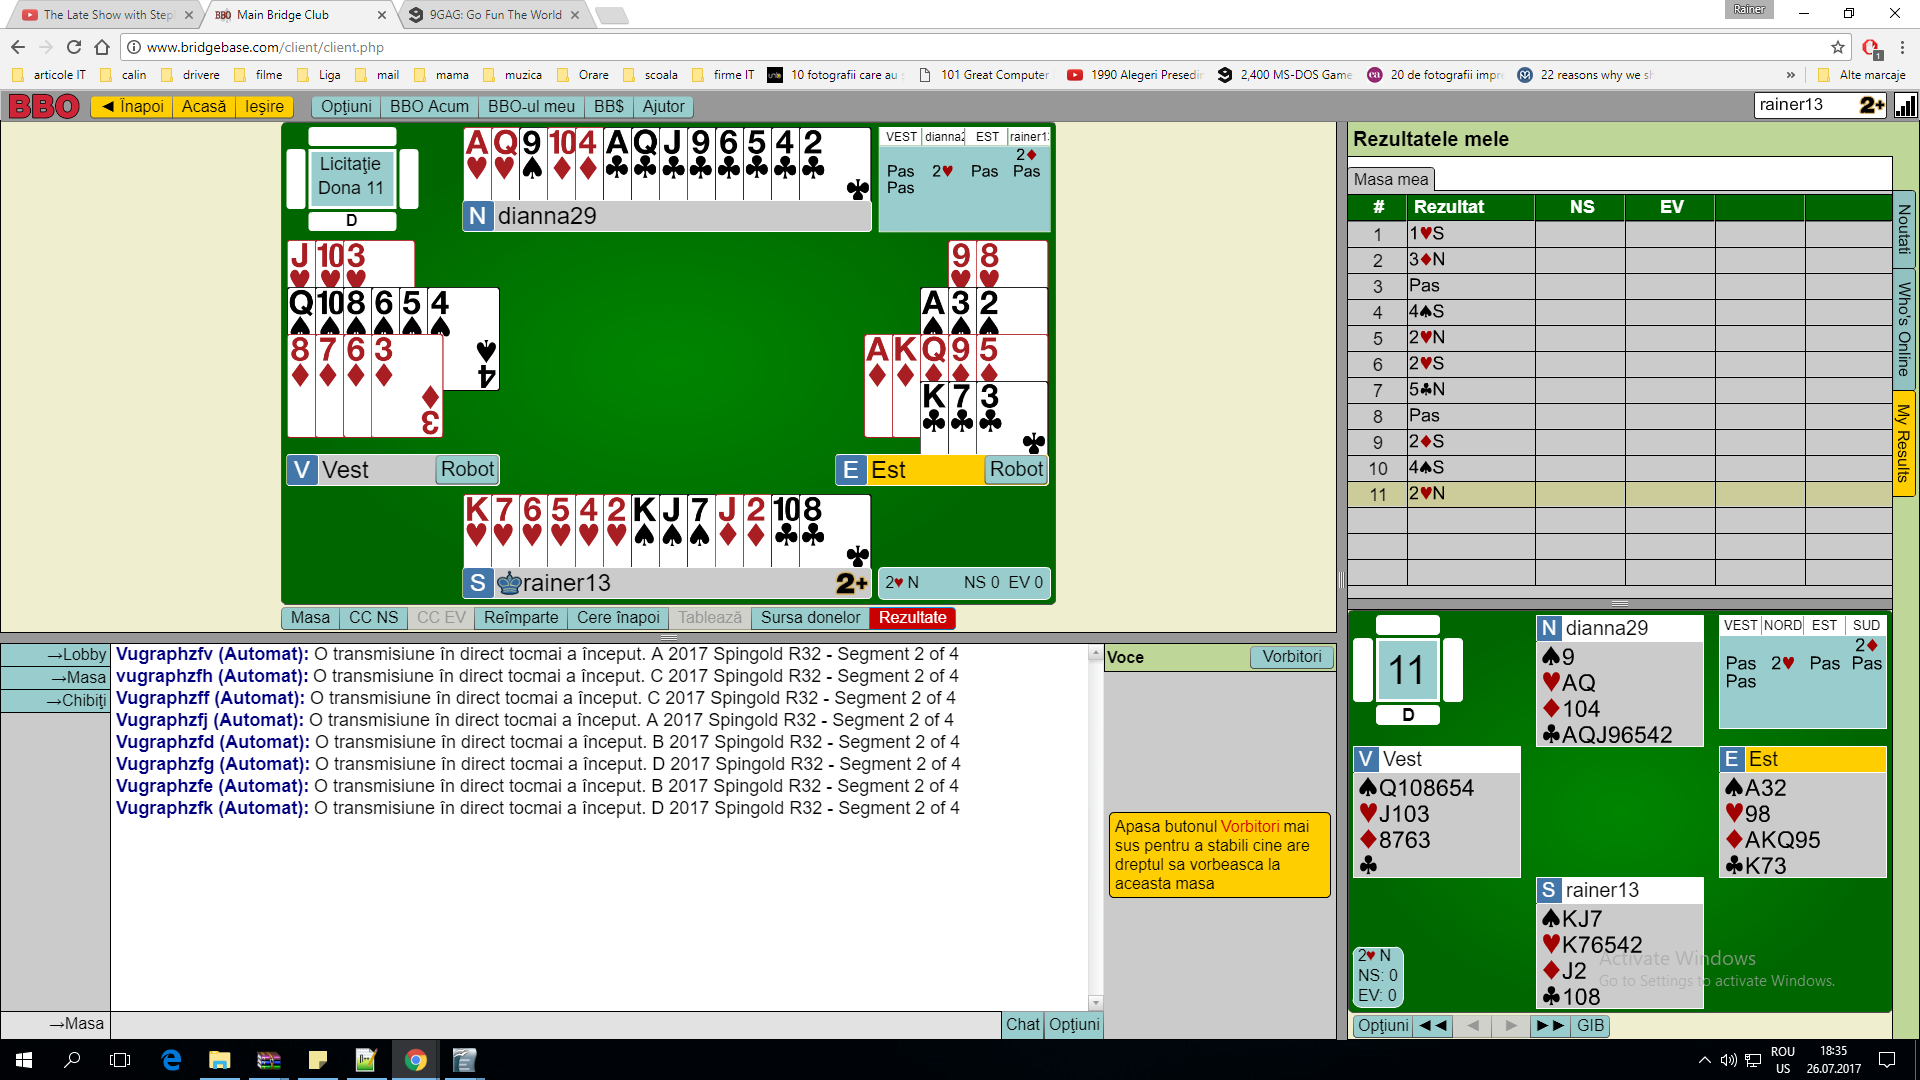 The Late Show with Step
BBO Main Bridge Club
9GAG: Go Fun The World
Rainer
www.bridgebase.com/client/client.php
articole IT
calin
drivere
filme
Liga
mail
mama
muzica
Orare
scoala
firme IT
10 fotografii care au
101 Great Computer
1990 Alegeri Presedin
2,400 MS-DOS Game
20 de fotografii impre
22 reasons why we sh
»
Alte marcaje
BBO
◄ Înapoi
Acasă
Ieşire
Opţiuni
BBO Acum
BBO-ul meu
BB$
Ajutor
rainer13 2+
Licitaţie
Dona 11
D
A♥ Q♥ 9♠ 10♦ 4♦ A♣ Q♣ J♣ 9♣ 6♣ 5♣ 4♣ 2♣
N dianna29
VEST dianna2 EST rainer1
2♦
Pas 2♥ Pas Pas
Pas
J♥ 10♥ 3♥
Q♠ 10♠ 8♠ 6♠ 5♠ 4♠
8♦ 7♦ 6♦ 3♦
V Vest Robot
9♥ 8♥
A♠ 3♠ 2♠
A♦ K♦ Q♦ 9♦ 5♦
K♣ 7♣ 3♣
E Est Robot
K♥ 7♥ 6♥ 5♥ 4♥ 2♥ K♠ J♠ 7♠ J♦ 2♦ 10♣ 8♣
S rainer13 2+
2♥ N NS 0 EV 0
Masa
CC NS
CC EV
Reîmparte
Cere înapoi
Tablează
Sursa donelor
Rezultate
→Lobby
→Masa
→Chibiţi
Vugraphzfv (Automat): O transmisiune în direct tocmai a început. A 2017 Spingold R32 - Segment 2 of 4
vugraphzfh (Automat): O transmisiune în direct tocmai a început. C 2017 Spingold R32 - Segment 2 of 4
Vugraphzff (Automat): O transmisiune în direct tocmai a început. C 2017 Spingold R32 - Segment 2 of 4
Vugraphzfj (Automat): O transmisiune în direct tocmai a început. A 2017 Spingold R32 - Segment 2 of 4
Vugraphzfd (Automat): O transmisiune în direct tocmai a început. B 2017 Spingold R32 - Segment 2 of 4
Vugraphzfg (Automat): O transmisiune în direct tocmai a început. D 2017 Spingold R32 - Segment 2 of 4
Vugraphzfe (Automat): O transmisiune în direct tocmai a început. B 2017 Spingold R32 - Segment 2 of 4
Vugraphzfk (Automat): O transmisiune în direct tocmai a început. D 2017 Spingold R32 - Segment 2 of 4
→Masa
Chat
Opţiuni
Voce
Vorbitori
Apasa butonul Vorbitori mai
sus pentru a stabili cine are
dreptul sa vorbeasca la
aceasta masa
Rezultatele mele
Masa mea
# Rezultat NS EV
1 1♥S
2 3♦N
3 Pas
4 4♠S
5 2♥N
6 2♥S
7 5♣N
8 Pas
9 2♦S
10 4♠S
11 2♥N
Noutati
Who's Online
My Results
11
D
N dianna29
♠9
♥AQ
♦104
♣AQJ96542
VEST NORD EST SUD
2♦
Pas 2♥ Pas Pas
Pas
V Vest
♠Q108654
♥J103
♦8763
♣
E Est
♠A32
♥98
♦AKQ95
♣K73
S rainer13
♠KJ7
♥K76542
♦J2
♣108
2♥ N
NS: 0
EV: 0
Activate Windows
Go to Settings to activate Windows.
Opţiuni
GIB
ROU
US
18:35
26.07.2017